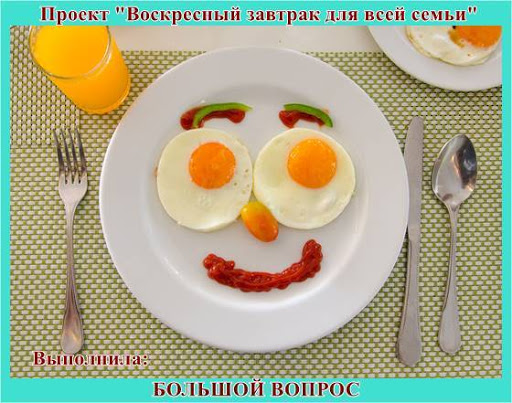 Проект "Воскресный завтрак для всей семьи"
Выполнила:
БОЛЬШОЙ ВОПРОС